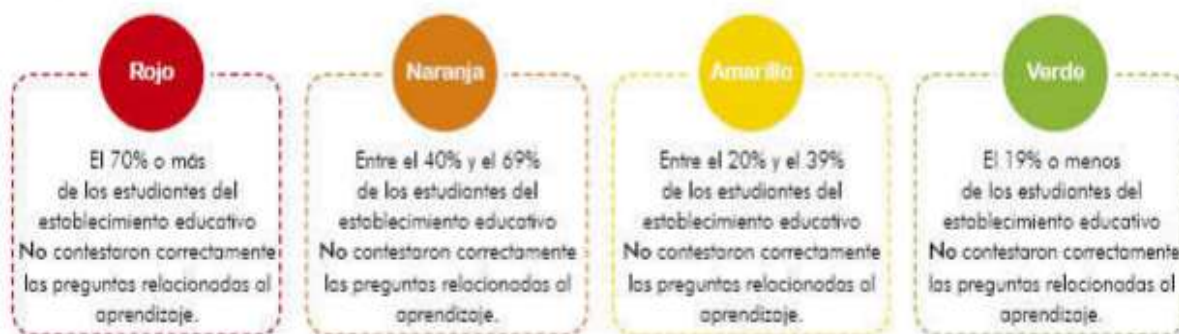 Rojo
El 70% o más
de los estudiantes del
establecimiento educativo
No contestaron correctamente
las preguntas relacionadas al
aprendizaje.
Naranja
Entre el 40% y el 69%
de los estudiantes del
establecimiento educativo
No contestaron correctamente
las preguntas relacionadas al
aprendizaje.
Amarillo
Entre el 20% y el 39%
de los estudiantes del
establecimiento educativo
No contestaron correctamente
las preguntas relacionadas al
aprendizaje.
Verde
El 19% o menos
de los estudiantes del
establecimiento educativo
No contestaron correctamente
las preguntas relacionadas al
aprendizaje.